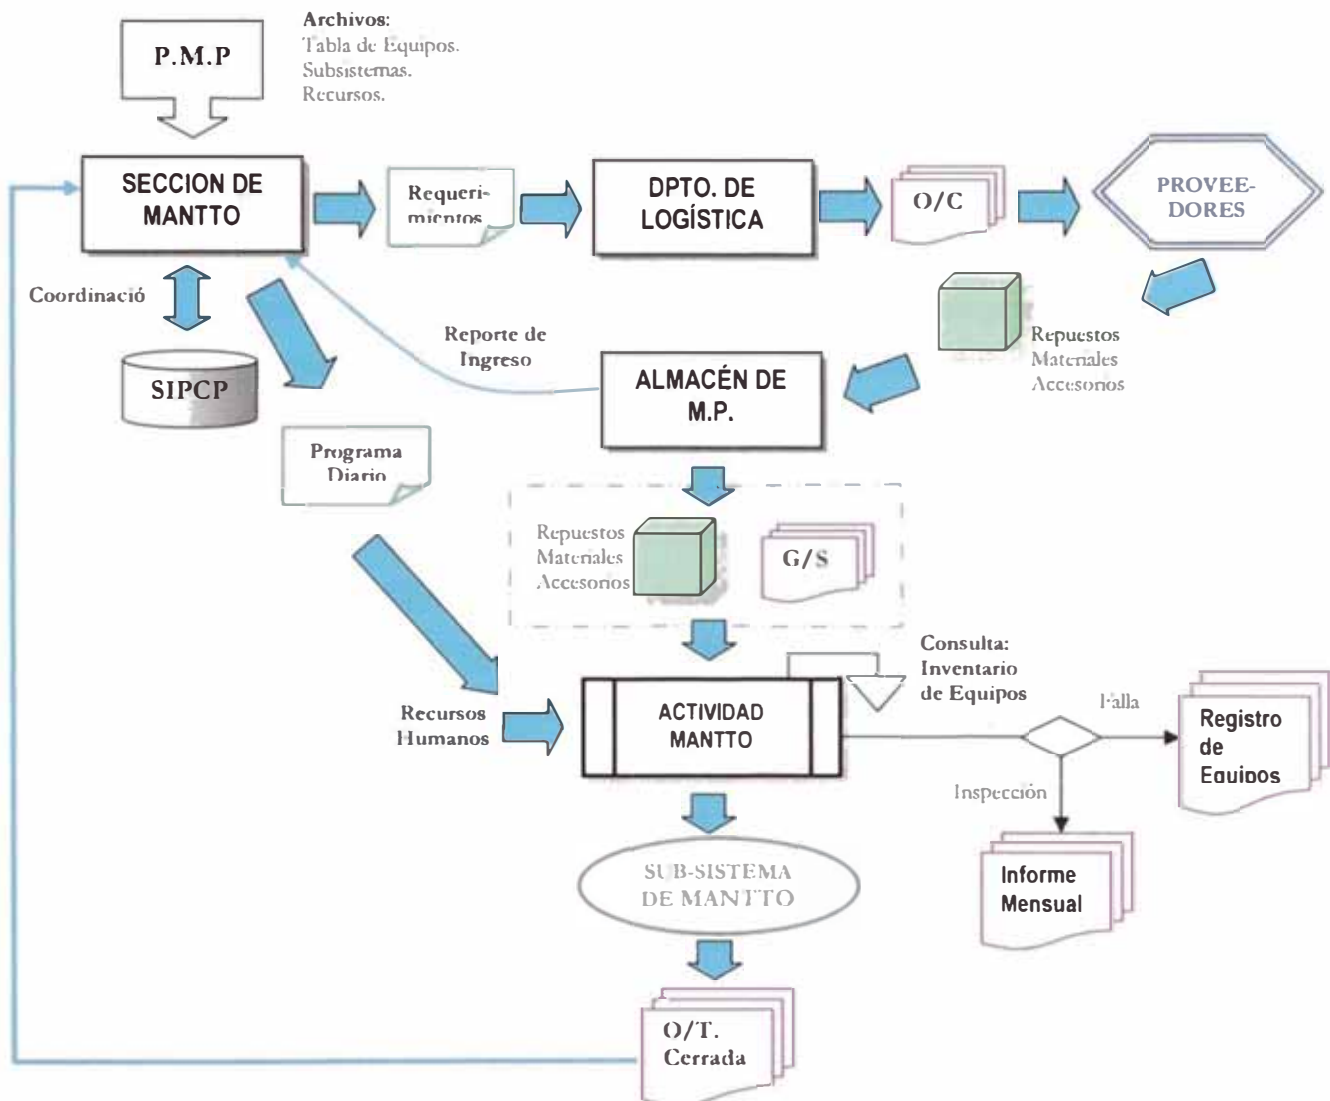 P.M.P
Archivos:
Tabla de Equipos.
Subsistemas.
Recursos.
SECCION DE
MANTTO
Requeri-
mientos
DPTO. DE
LOGÍSTICA
O/C
PROVEE-
DORES
Coordinació
SIPCP
Reporte de
Ingreso
ALMACÉN DE
M.P.
Repuestos
Materiales
Accesorios
Programa
Diario
Repuestos
Materiales
Accesorios
G/S
Consulta:
Inventario
de Equipos
Recursos
Humanos
ACTIVIDAD
MANTTO
Falla
Registro
de
Equipos
Inspección
Informe
Mensual
SUB-SISTEMA
DE MANTTO
O/T.
Cerrada